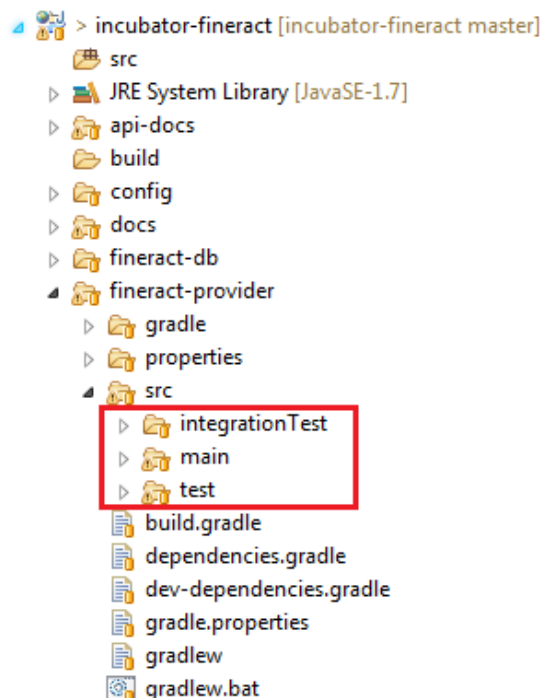 > incubator-fineract [incubator-fineract master]
src
JRE System Library [JavaSE-1.7]
api-docs
build
config
docs
fineract-db
fineract-provider
gradle
properties
src
integrationTest
main
test
build.gradle
dependencies.gradle
dev-dependencies.gradle
gradle.properties
gradlew
gradlew.bat